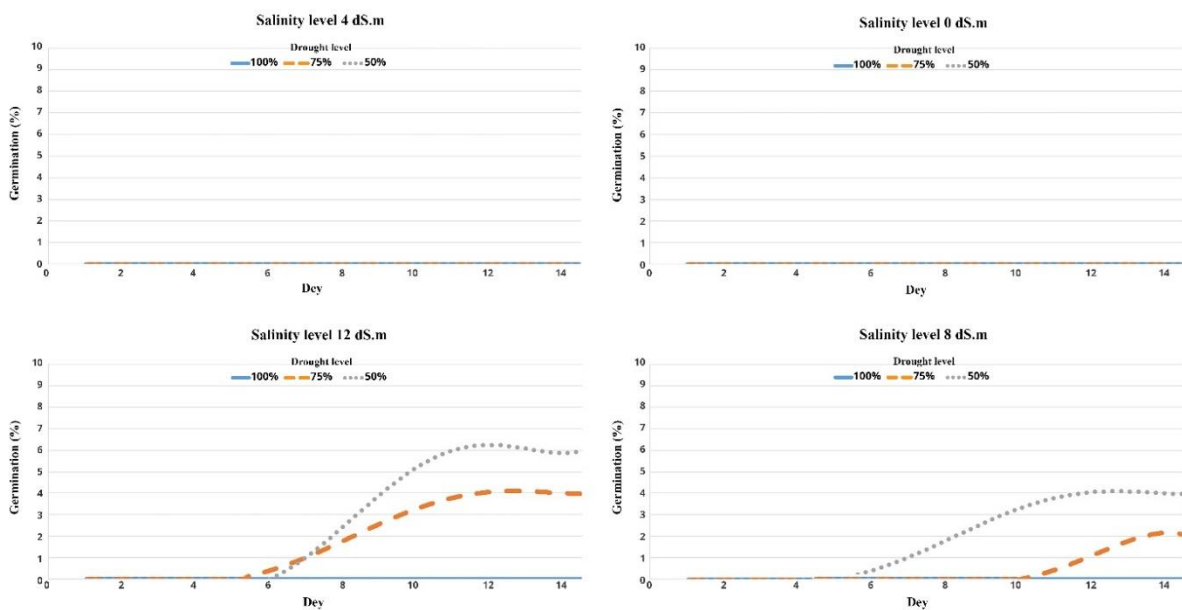 Salinity level 4 dS.m
Drought level
100% 75% 50%
10
9
8
7
6
5
4
3
2
1
0
Germination (%)
0 2 4 6 8 10 12 14
Dey
Salinity level 0 dS.m
Drought level
100% 75% 50%
10
9
8
7
6
5
4
3
2
1
0
Germination (%)
0 2 4 6 8 10 12 14
Dey
Salinity level 12 dS.m
Drought level
100% 75% 50%
10
9
8
7
6
5
4
3
2
1
0
Germination (%)
0 2 4 6 8 10 12 14
Dey
Salinity level 8 dS.m
Drought level
100% 75% 50%
10
9
8
7
6
5
4
3
2
1
0
Germination (%)
0 2 4 6 8 10 12 14
Dey